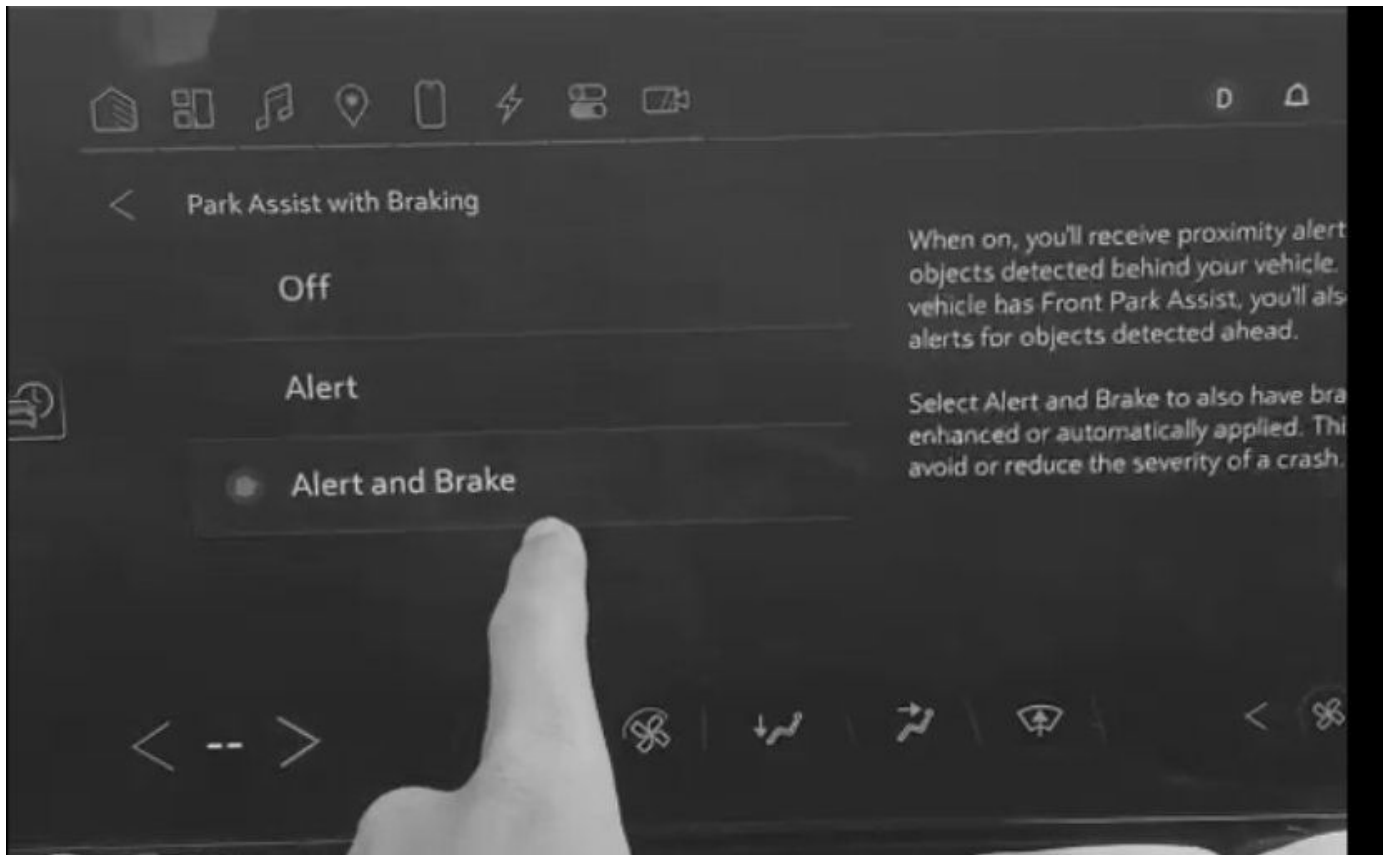 D
Park Assist with Braking
Off
Alert
Alert and Brake
When on, you'll receive proximity alert
objects detected behind your vehicle.
vehicle has Front Park Assist, you'll als
alerts for objects detected ahead.
Select Alert and Brake to also have bra
enhanced or automatically applied. Thi
avoid or reduce the severity of a crash.
--